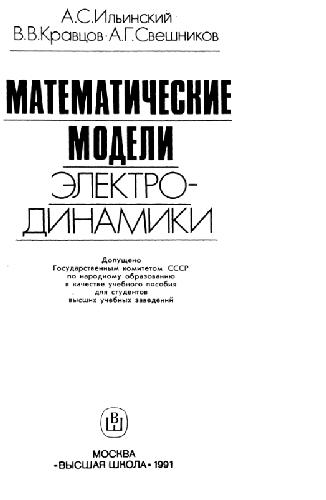 А.С.Ильинский
В.В.Кравцов·А.Г.Свешников
МАТЕМАТИЧЕСКИЕ
МОДЕЛИ
ЭЛЕКТРО-
ДИНАМИКИ
Допущено
Государственным комитетом СССР
по народному образованию
в качестве учебного пособия
для студентов
высших учебных заведений
ВШ
МОСКВА
«ВЫСШАЯ ШКОЛА» 1991